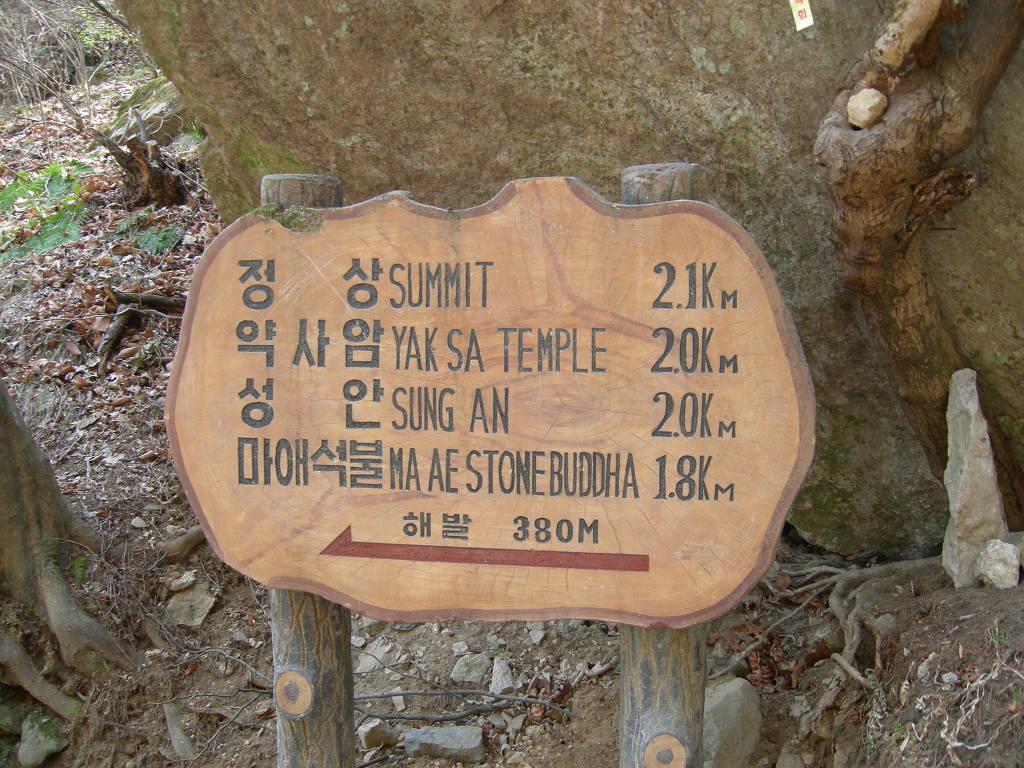 정 상 SUMMIT 2.1KM
약사암 YAK SA TEMPLE 2.0KM
성 안 SUNG AN 2.0KM
마애석불 MA AE STONE BUDDHA 1.8KM
해발 380M